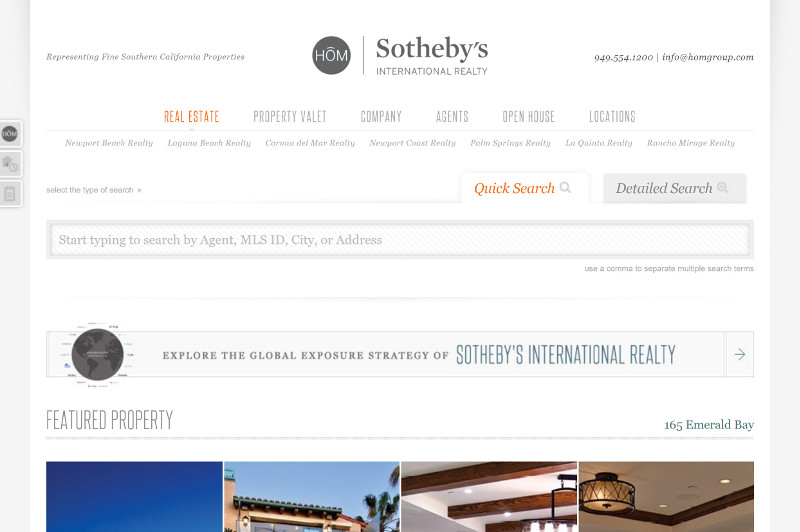 Representing Fine Southern California Properties
HŌM
Sotheby's
INTERNATIONAL REALTY
949.554.1200 | info@homgroup.com
REAL ESTATE PROPERTY VALET COMPANY AGENTS OPEN HOUSE LOCATIONS
Newport Beach Realty Laguna Beach Realty Corona del Mar Realty Newport Coast Realty Palm Springs Realty La Quinta Realty Rancho Mirage Realty
HŌM
select the type of search »
Quick Search
Detailed Search
Start typing to search by Agent, MLS ID, City, or Address
use a comma to separate multiple search terms
EXPLORE THE GLOBAL EXPOSURE STRATEGY OF SOTHEBY'S INTERNATIONAL REALTY
FEATURED PROPERTY
165 Emerald Bay